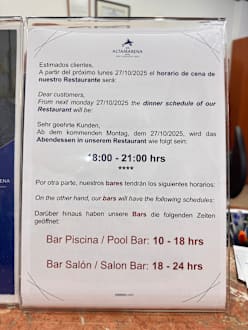 ALTAMARENA
Estimados clientes,
A partir del próximo lunes 27/10/2025 el horario de cena de
nuestro Restaurante será:
Dear customers,
From next monday 27/10/2025 the dinner schedule of our
Restaurant will be:
Sehr geehrte Kunden,
Ab dem kommenden Montag, dem 27/10/2025, wird das
Abendessen in unserem Restaurant wie folgt sein:
18:00 - 21:00 hrs
****
Por otra parte, nuestros bares tendrán los siguientes horarios:
On the other hand, our bars will have the following schedules:
Darüber hinaus haben unsere Bars die folgenden Zeiten
geöffnet:
Bar Piscina / Pool Bar: 10 - 18 hrs
Bar Salón / Salon Bar: 18 - 24 hrs